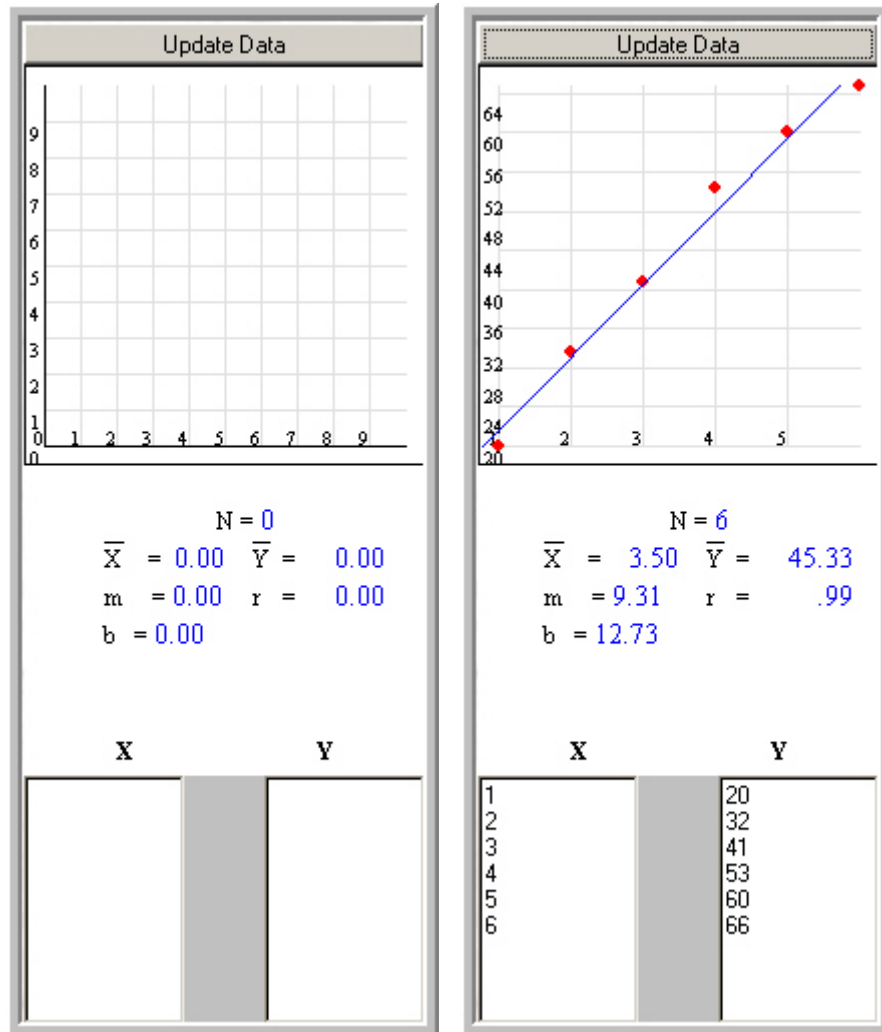 Update Data
9
8
7
6
5
4
3
2
1
0 1 2 3 4 5 6 7 8 9
0
N = 0
X = 0.00 Y = 0.00
m = 0.00 r = 0.00
b = 0.00
X Y
Update Data
64
60
56
52
48
44
40
36
32
28
24
1 2 3 4 5
20
N = 6
X = 3.50 Y = 45.33
m = 9.31 r = .99
b = 12.73
X Y
1 20
2 32
3 41
4 53
5 60
6 66